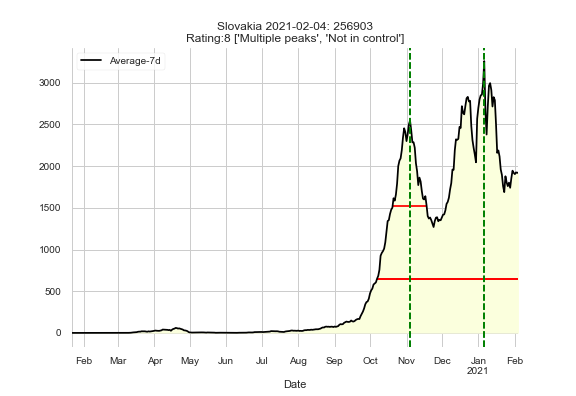 Slovakia 2021-02-04: 256903
Rating:8 ['Multiple peaks', 'Not in control']
Average-7d
3000
2500
2000
1500
1000
500
0
Feb Mar Apr May Jun Jul Aug Sep Oct Nov Dec Jan Feb
2021
Date